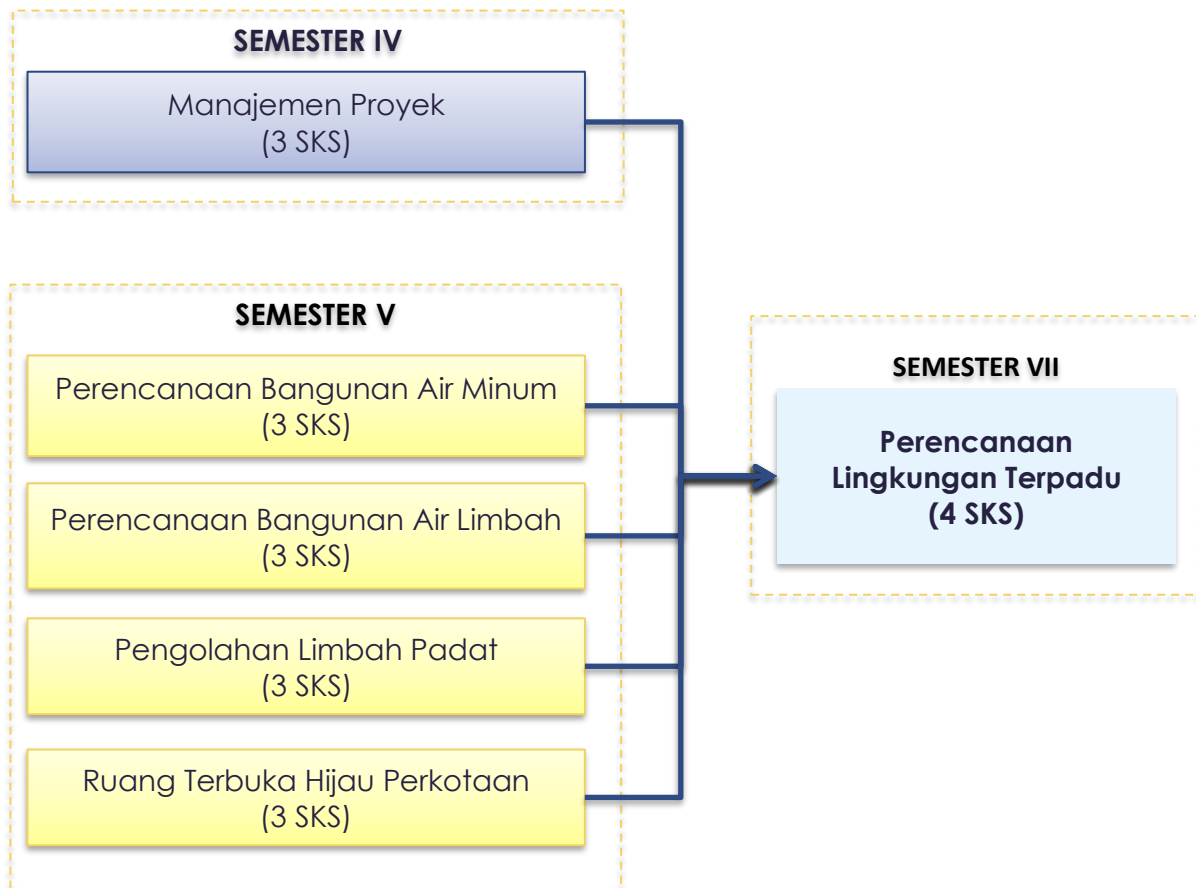 SEMESTER IV
Manajemen Proyek
(3 SKS)
SEMESTER V
Perencanaan Bangunan Air Minum
(3 SKS)
Perencanaan Bangunan Air Limbah
(3 SKS)
Pengolahan Limbah Padat
(3 SKS)
Ruang Terbuka Hijau Perkotaan
(3 SKS)
SEMESTER VII
Perencanaan
Lingkungan Terpadu
(4 SKS)